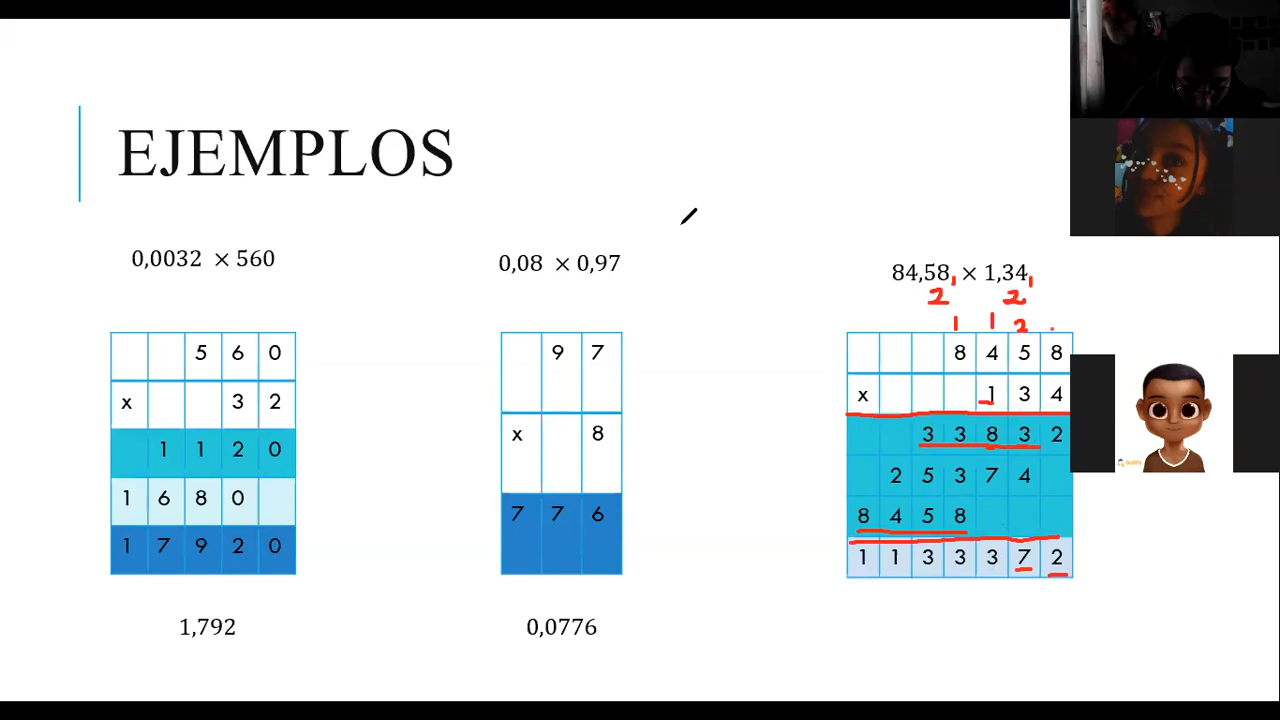 EJEMPLOS
0,0032 × 560
5 6 0
x 3 2
1 1 2 0
1 6 8 0
1 7 9 2 0
1,792
0,08 × 0,97
9 7
x 8
7 7 6
0,0776
84,58 × 1,34
2 1 2 1
1 1 2
8 4 5 8
x 1 3 4
3 3 8 3 2
2 5 3 7 4
8 4 5 8
1 1 3 3 3 7 2